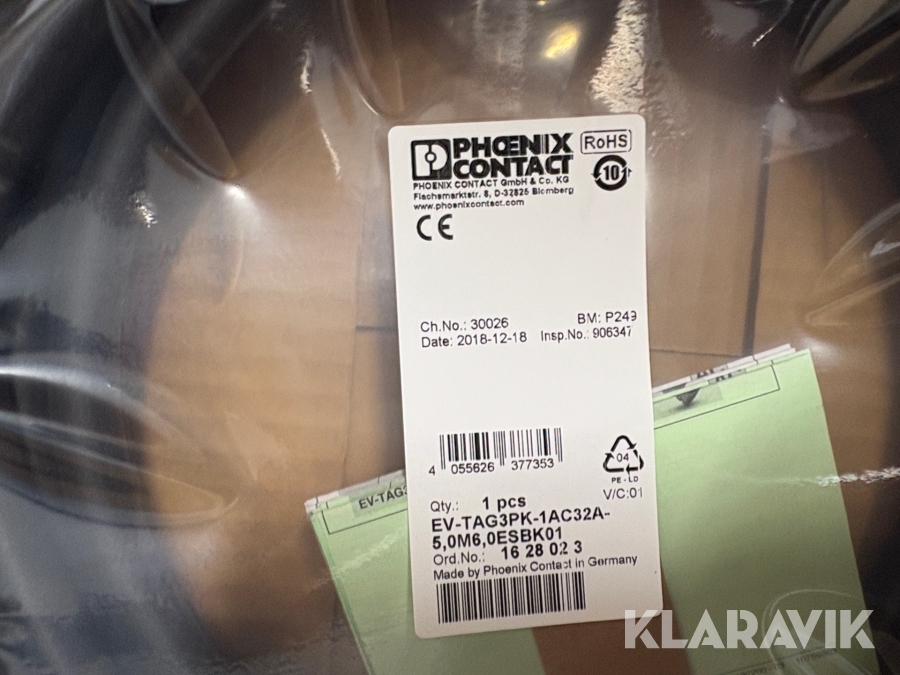 PHOENIX
CONTACT
RoHS
10
PHOENIX CONTACT GmbH & Co. KG
Flachsmarktstr. 8, D-32825 Blomberg
www.phoenixcontact.com
CE
Ch.No.: 30026 BM: P249
Date: 2018-12-18 Insp.No.: 906347
4 055626 377353
04
PE-LD
V/C:01
Qty.: 1 pcs
EV-TAG3PK-1AC32A-
5,0M6,0ESBK01
Ord.No.: 16 28 02 3
Made by Phoenix Contact in Germany
EV-TAG3
KLARAVIK